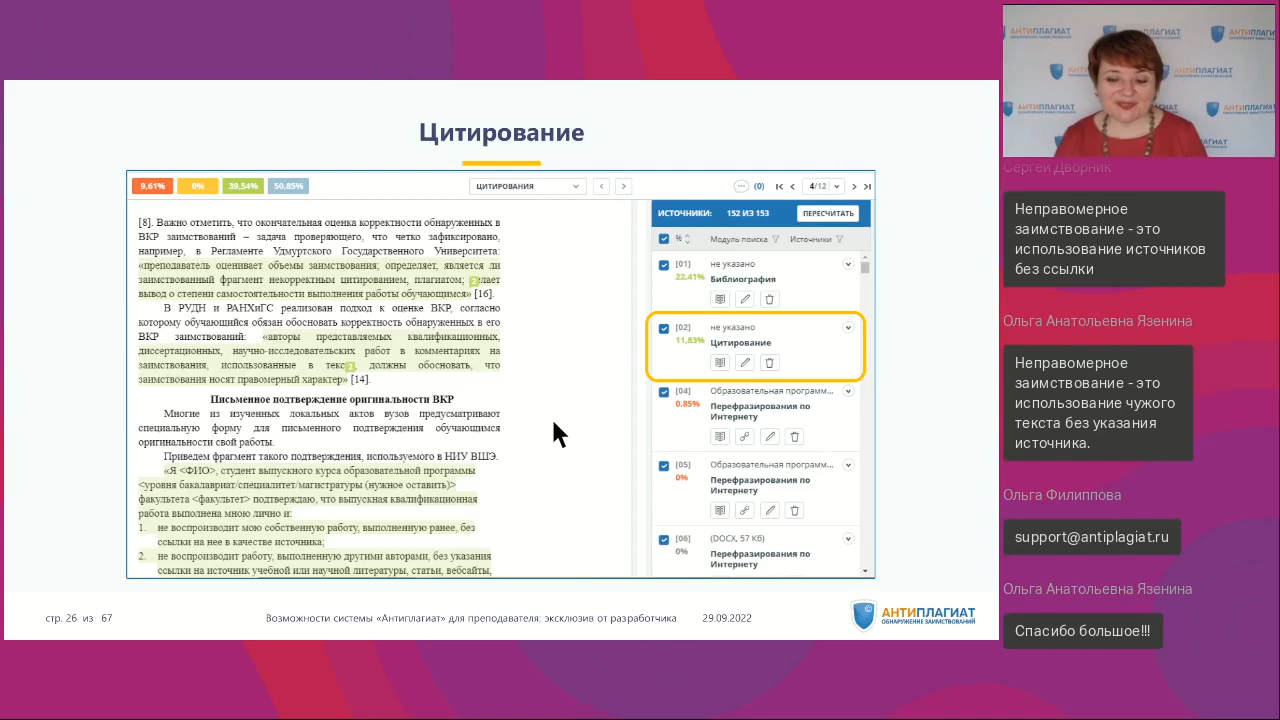 Цитирование
9,61% 0% 39,54% 50,85% ЦИТИРОВАНИЯ (0) 4/12
[8]. Важно отметить, что окончательная оценка корректности обнаруженных в
ВКР заимствований – задача проверяющего, что четко зафиксировано,
например, в Регламенте Удмуртского Государственного Университета:
«преподаватель оценивает объемы заимствования; определяет, является ли
заимствованный фрагмент некорректным цитированием, плагиатом; 2 делает
вывод о степени самостоятельности выполнения работы обучающимся» [16].
В РУДН и РАНХиГС реализован подход к оценке ВКР, согласно
которому обучающийся обязан обосновать корректность обнаруженных в его
ВКР заимствований: «авторы представляемых квалификационных,
диссертационных, научно-исследовательских работ в комментариях на
заимствования, использованные в тексте, 2 должны обосновать, что
заимствования носят правомерный характер» [14].
Письменное подтверждение оригинальности ВКР
Многие из изученных локальных актов вузов предусматривают
специальную форму для письменного подтверждения обучающимся
оригинальности свой работы.
Приведем фрагмент такого подтверждения, используемого в НИУ ВШЭ.
«Я <ФИО>, студент выпускного курса образовательной программы
<уровня бакалавриат/специалитет/магистратуры (нужное оставить)>
факультета <факультет> подтверждаю, что выпускная квалификационная
работа выполнена мною лично и:
1. не воспроизводит мою собственную работу, выполненную ранее, без
ссылки на нее в качестве источника;
2. не воспроизводит работу, выполненную другими авторами, без указания
ссылки на источник учебной или научной литературы, статьи, вебсайты,
ИСТОЧНИКИ: 152 ИЗ 153 ПЕРЕСЧИТАТЬ
% Модуль поиска Источники
[01] не указано
22,41% Библиография
[02] не указано
11,83% Цитирование
[04] Образовательная программ...
0.85% Перефразирования по
Интернету
[05] Образовательная программ...
0% Перефразирования по
Интернету
[06] (DOCX, 57 Кб)
0% Перефразирования по
Интернету
стр. 26 из 67 Возможности системы «Антиплагиат» для преподавателя: эксклюзив от разработчика 29.09.2022
АНТИПЛАГИАТ
ОБНАРУЖЕНИЕ ЗАИМСТВОВАНИЙ
АНТИПЛАГИАТ
Сергей Дворник
Неправомерное
заимствование - это
использование источников
без ссылки
Ольга Анатольевна Язенина
Неправомерное
заимствование - это
использование чужого
текста без указания
источника.
Ольга Филиппова
support@antiplagiat.ru
Ольга Анатольевна Язенина
Спасибо большое!!!